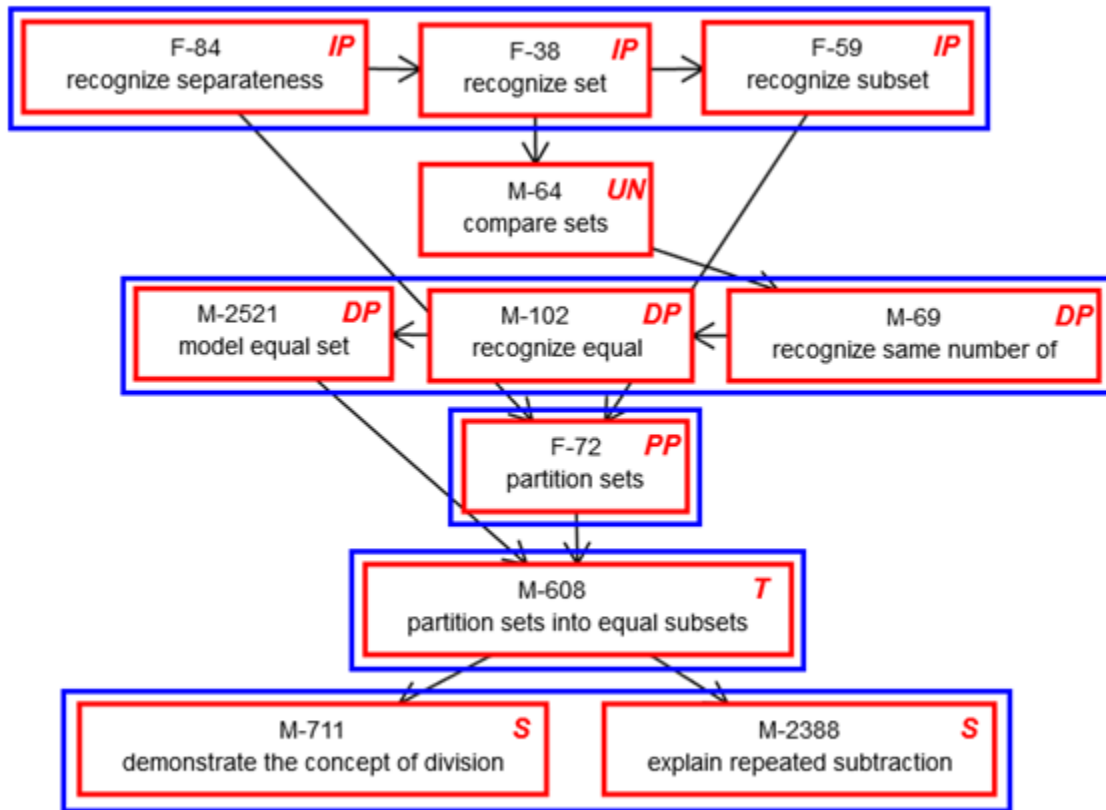 F-84 IP
recognize separateness
F-38 IP
recognize set
F-59 IP
recognize subset
M-64 UN
compare sets
M-2521 DP
model equal set
M-102 DP
recognize equal
M-69 DP
recognize same number of
F-72 PP
partition sets
M-608 T
partition sets into equal subsets
M-711 S
demonstrate the concept of division
M-2388 S
explain repeated subtraction